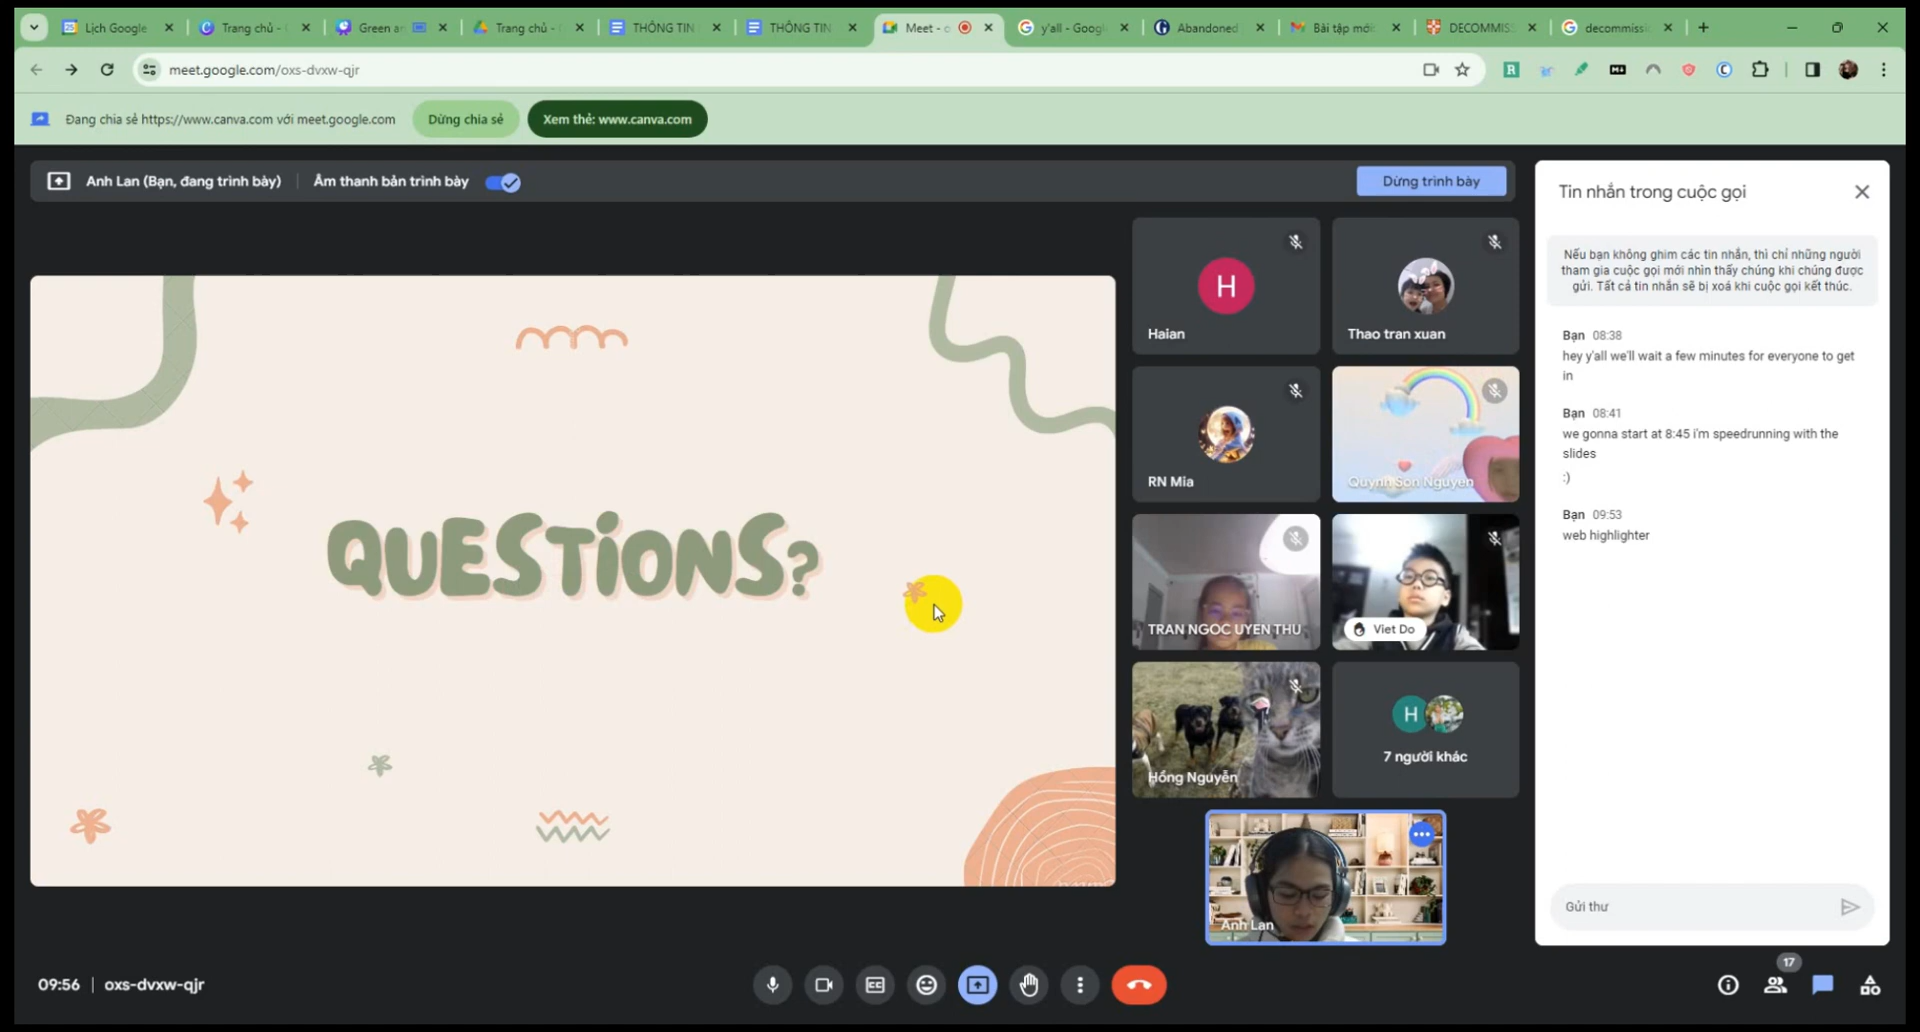 Lịch Google
Trang chủ -
Green a
Trang chủ -
THÔNG TIN
THÔNG TIN
Meet -
y'all - Goog
Abandoned
Bài tập mới
DECOMMIS
decommissi
meet.google.com/oxs-dvxw-qjr
Đang chia sẻ https://www.canva.com với meet.google.com
Dừng chia sẻ
Xem thẻ: www.canva.com
Anh Lan (Bạn, đang trình bày)
Âm thanh bản trình bày
Dừng trình bày
QUESTIONS?
H
Haian
Thao tran xuan
RN Mia
Quynh Son Nguyen
TRAN NGOC UYEN THU
Viet Do
Hồng Nguyễn
H
7 người khác
Anh Lan
Tin nhắn trong cuộc gọi
Nếu bạn không ghim các tin nhắn, thì chỉ những người
tham gia cuộc gọi mới nhìn thấy chúng khi chúng được
gửi. Tất cả tin nhắn sẽ bị xoá khi cuộc gọi kết thúc.
Bạn 08:38
hey y'all we'll wait a few minutes for everyone to get
in
Bạn 08:41
we gonna start at 8:45 i'm speedrunning with the
slides
:)
Bạn 09:53
web highlighter
Gửi thư
09:56 | oxs-dvxw-qjr
17